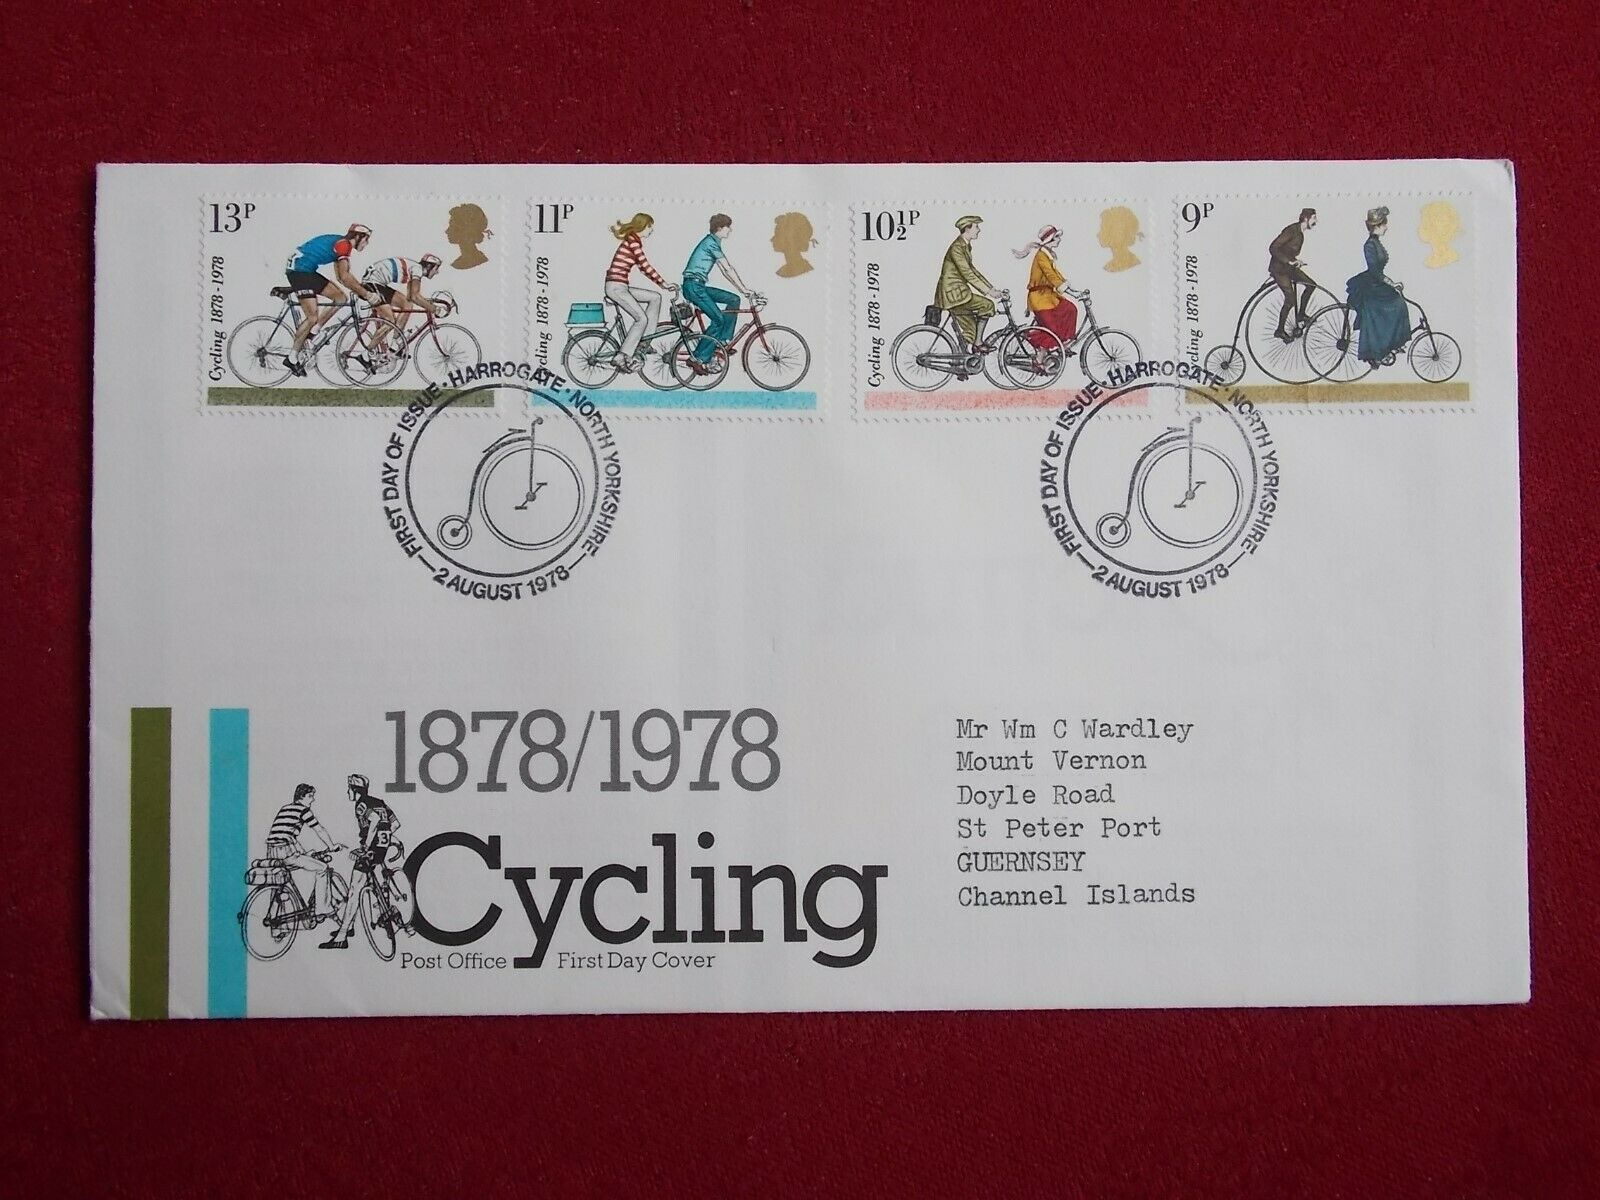 13P
Cycling 1878-1978
11P
Cycling 1878-1978
10½P
Cycling 1878-1978
9P
Cycling 1878-1978
FIRST DAY OF ISSUE · HARROGATE · NORTH YORKSHIRE
2 AUGUST 1978
FIRST DAY OF ISSUE · HARROGATE · NORTH YORKSHIRE
2 AUGUST 1978
1878/1978
Cycling
Post Office First Day Cover
Mr Wm C Wardley
Mount Vernon
Doyle Road
St Peter Port
GUERNSEY
Channel Islands